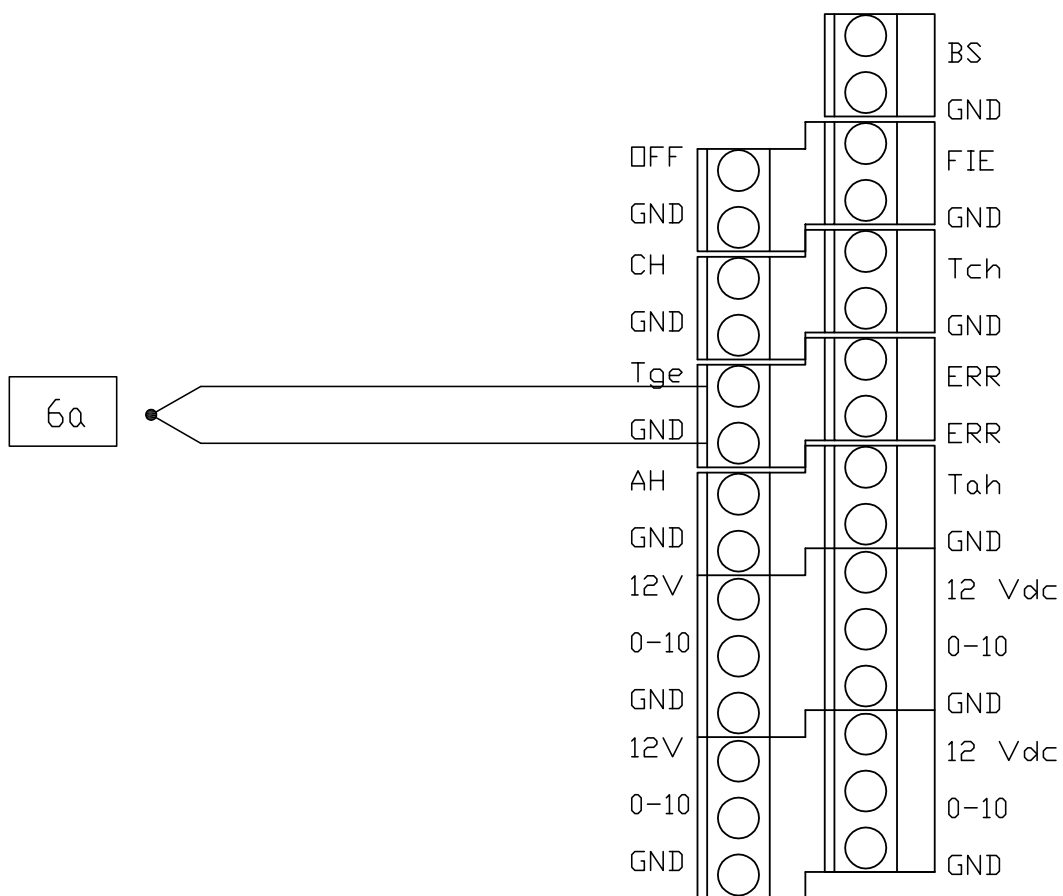 BS
GND
OFF
FIE
GND
GND
CH
Tch
GND
GND
Tge
ERR
6a
GND
ERR
AH
Tah
GND
GND
12V
12 Vdc
0-10
0-10
GND
GND
12V
12 Vdc
0-10
0-10
GND
GND